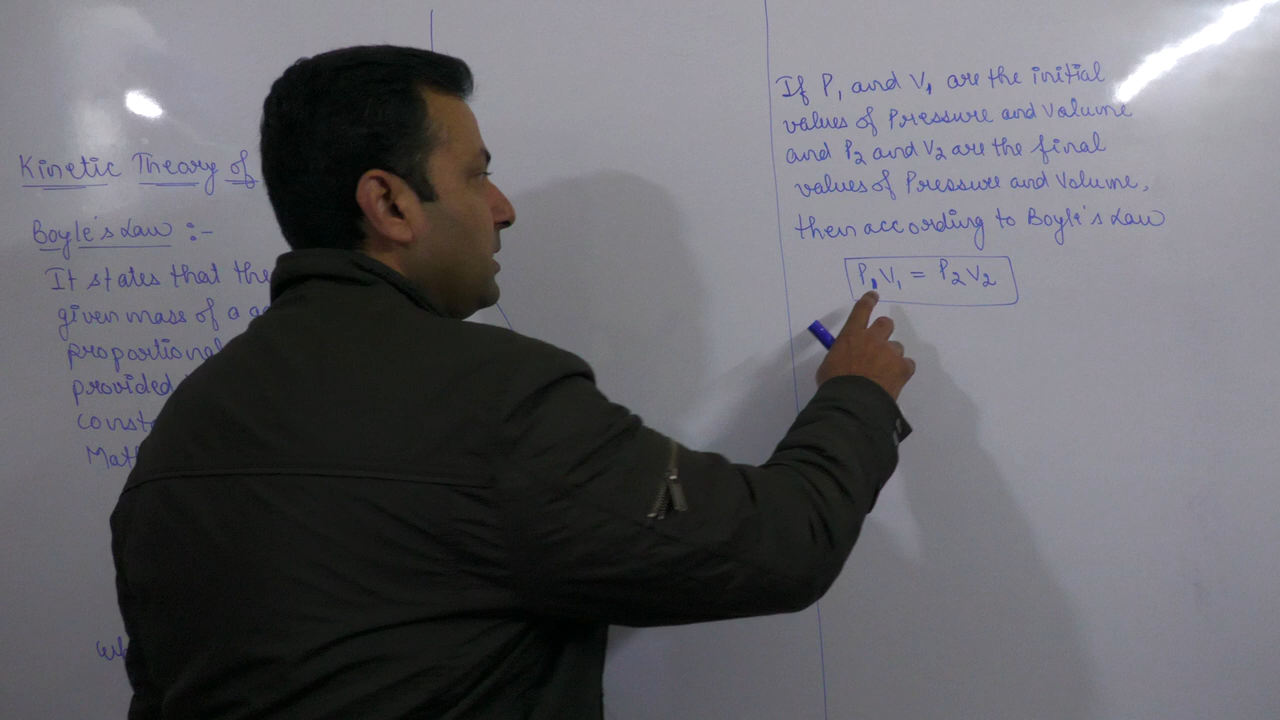 Kinetic Theory of
Boyle's Law :-
It states that the
given mass of a
proportional
provided
const
Mat
If P₁ and V₁ are the initial
values of Pressure and Volume
and P₂ and V₂ are the final
values of Pressure and Volume,
then according to Boyle's Law
P₁V₁ = P₂V₂